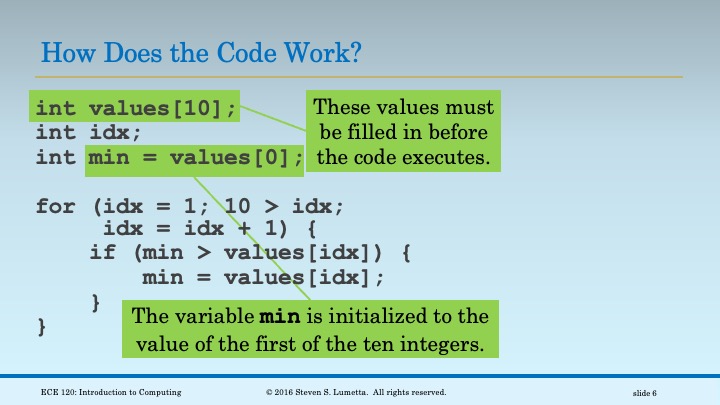 How Does the Code Work?
int values[10];
int idx;
int min = values[0];
These values must
be filled in before
the code executes.
for (idx = 1; 10 > idx;
idx = idx + 1) {
if (min > values[idx]) {
min = values[idx];
}
}
The variable min is initialized to the
value of the first of the ten integers.
ECE 120: Introduction to Computing
© 2016 Steven S. Lumetta. All rights reserved.
slide 6